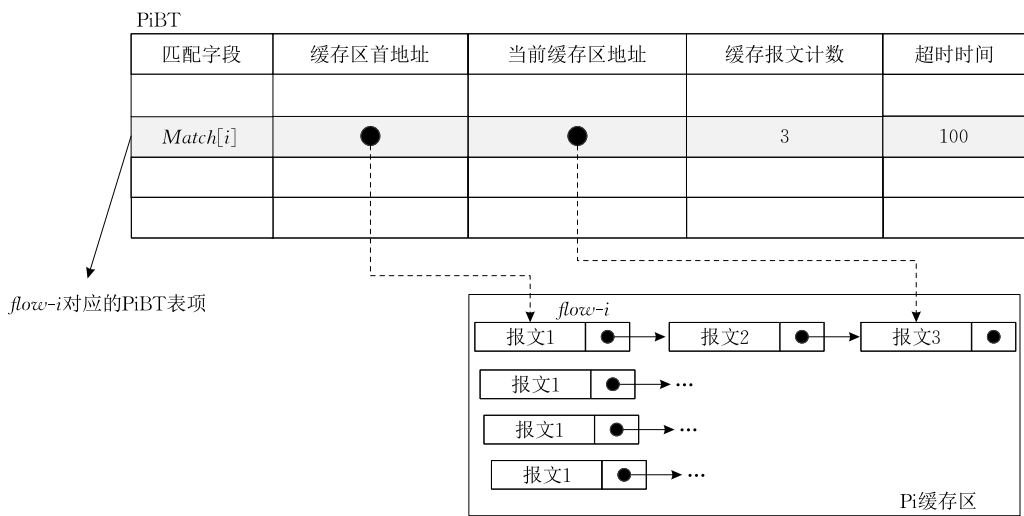 PiBT
匹配字段 缓存区首地址 当前缓存区地址 缓存报文计数 超时时间
Match[i] 3 100
flow-i对应的PiBT表项
flow-i
报文1 报文2 报文3
报文1 ···
报文1 ···
报文1 ···
Pi缓存区